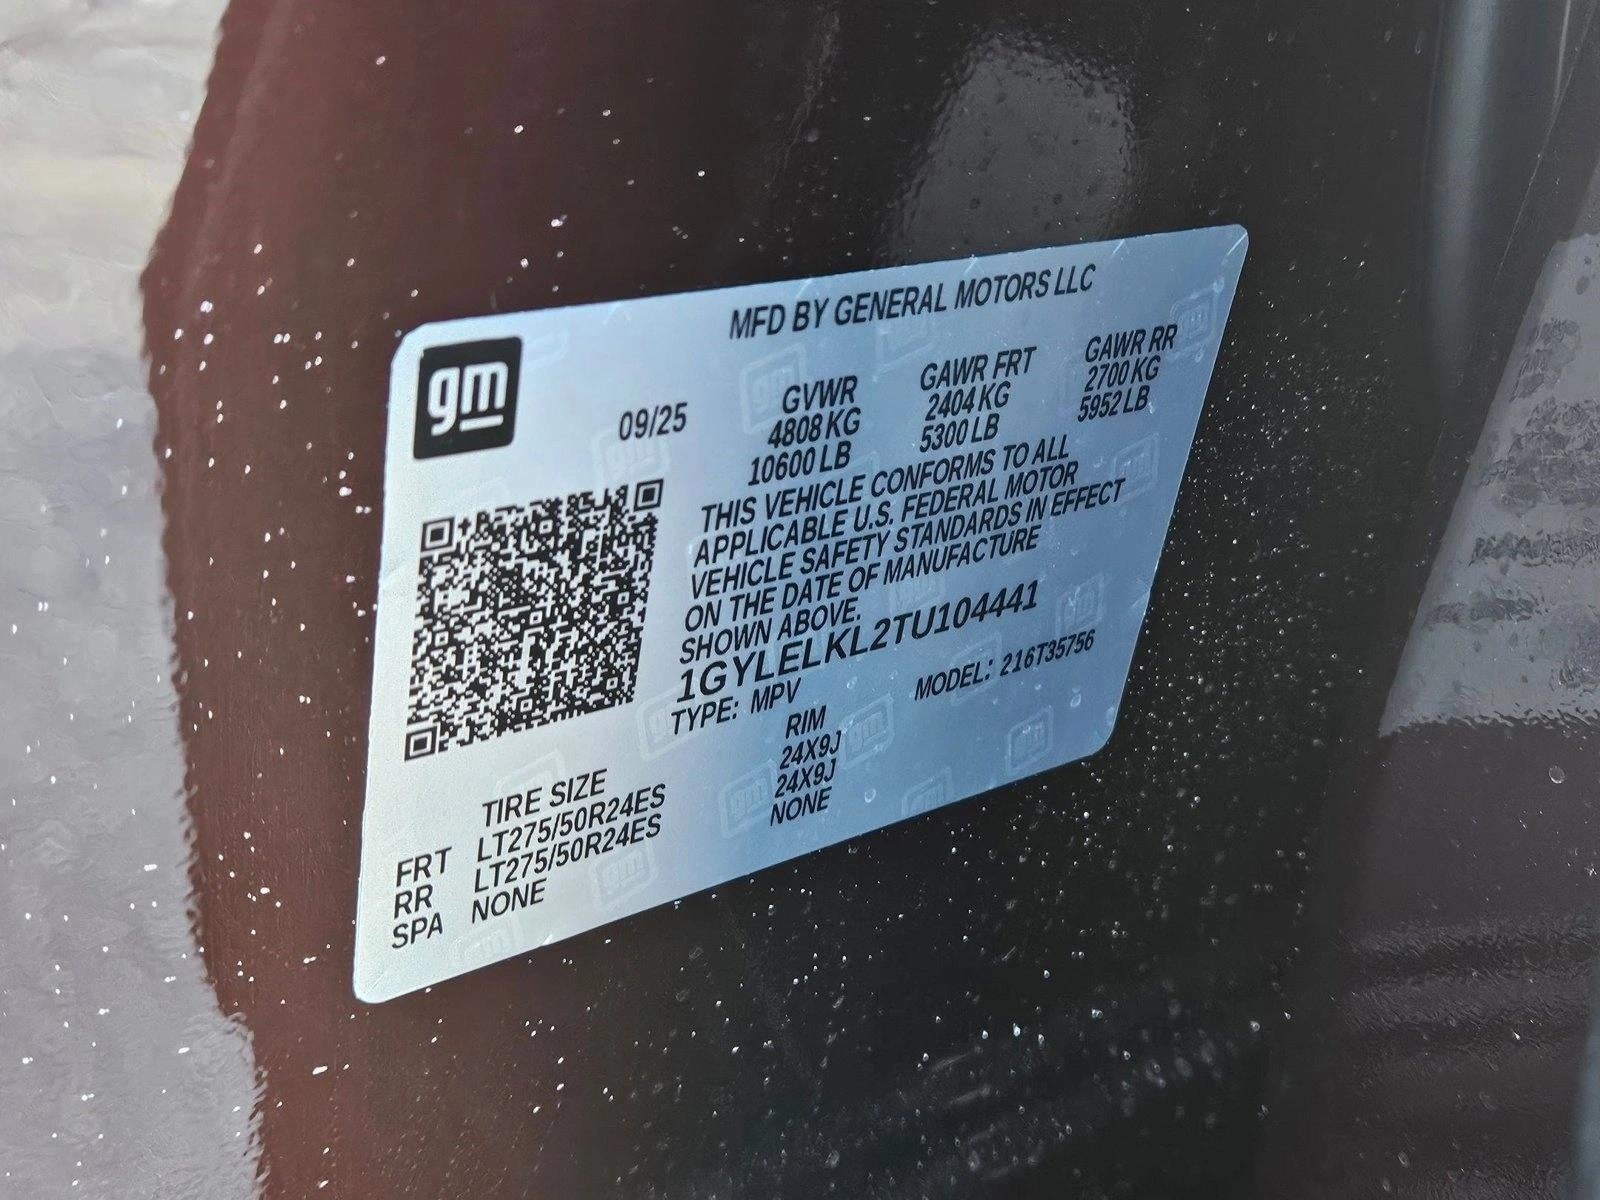 gm
MFD BY GENERAL MOTORS LLC
09/25
GVWR
4808 KG
10600 LB
GAWR FRT
2404 KG
5300 LB
GAWR RR
2700 KG
5952 LB
THIS VEHICLE CONFORMS TO ALL
APPLICABLE U.S. FEDERAL MOTOR
VEHICLE SAFETY STANDARDS IN EFFECT
ON THE DATE OF MANUFACTURE
SHOWN ABOVE.
1GYLELKL2TU104441
TYPE: MPV MODEL: 216T35756
TIRE SIZE RIM
FRT LT275/50R24ES 24X9J
RR LT275/50R24ES 24X9J
SPA NONE NONE